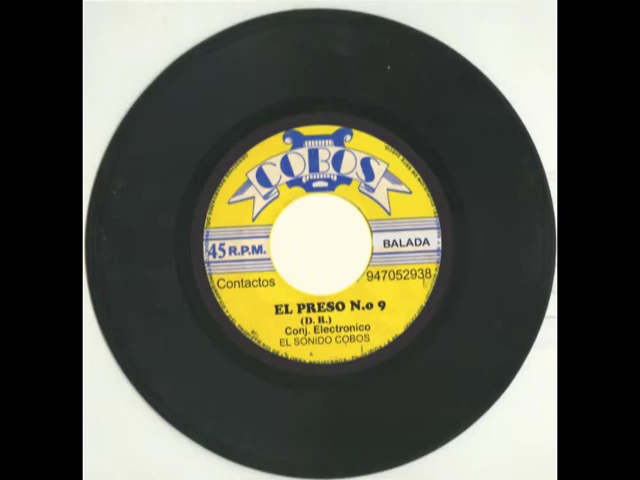 COBOS
45 R.P.M.
BALADA
Contactos
947052938
EL PRESO N.o 9
(D. R.)
Conj. Electronico
EL SONIDO COBOS